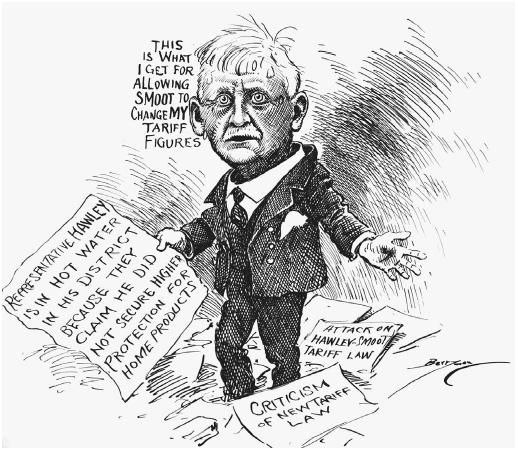 THIS
IS WHAT
I GET FOR
ALLOWING
SMOOT TO
CHANGE MY
TARIFF
FIGURES
REPRESENTATIVE HAWLEY
IS IN HOT WATER
IN HIS DISTRICT
BECAUSE THEY
CLAIM HE DID
NOT SECURE HIGHER
PROTECTION FOR
HOME PRODUCTS
ATTACK ON
HAWLEY-SMOOT
TARIFF LAW
CRITICISM
OF NEW TARIFF
LAW